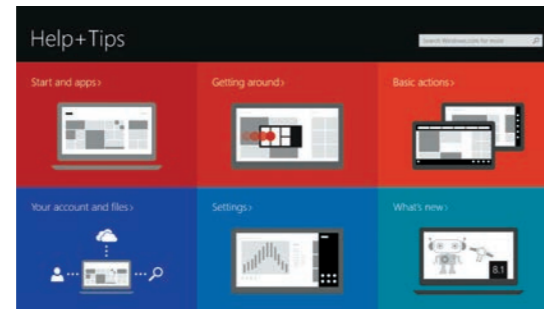 Help+Tips
Search Windows.com for more
Start and apps>
Getting around>
Basic actions>
Your account and files>
Settings>
What's new>
8.1